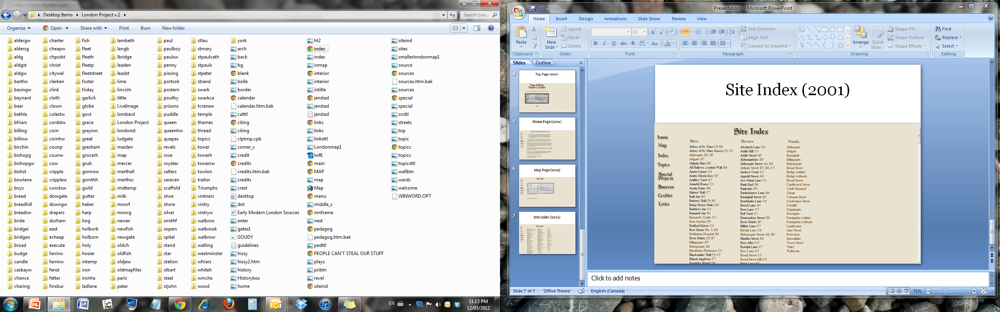 Desktop Items
London Project v.2
Search Lon...
Organize
Open
Share with
Print
Burn
New folder
aldergw
aldersg
aldg
aldgst
aldgw
bartho
basingw
baynard
bear
bethle
bfriars
billing
billinw
birchin
bishopg
bishopgw
bishst
bowlane
boys
bread
breadhill
breadsw
bride
bridgei
bridgeo
broad
budge
candle
casbayw
chance
charing
charter
cheapw
chpsdst
christ
citywal
clerken
clink
cloth
clown
colestw
cordstw
corn
cornhw
counp
counw
cow
cripple
cripplew
cwicksw
dowgate
downgw
drapers
durham
east
echeap
execute
farrino
farrinw
fenst
fetter
finsbur
fish
fleet
fleeth
fleetp
fleetstreet
foster
friday
garlick
globe
govt
grace
grayinn
great
gresham
grocerh
grub
gsmrow
gsmthh
guild
gutter
haber
harp
hog
holborb
holborn
holy
hosier
intemp
iron
ironha
ladlane
lambeth
langb
lbridge
leaden
leadst
lime
lincoln
little
LiveImage
lombard
London Project
londonst
ludgate
maiden
map
mercer
merthall
merthsc
midtemp
milk
moorf
moorg
newex
newfish
newgate
oldch
oldfish
oldjew
oldmapfiles
paris
pater
paul
paulboy
paulsw
penny
pissing
portsok
postern
poultry
prisons
puddle
queen
queenhw
quepas
revels
rose
royalex
salters
saracen
scaffold
shoe
shore
silver
smithf
sopers
spital
stand
star
station
stbart
steel
stjohn
stlau
stmary
stpaulcath
stpauls
stpeter
strand
swark
swarkca
tcranew
temple
thames
thread
topics
tower
towerh
towersw
towlon
traitor
Triumphs
vintners
vintry
vintryw
walbroo
walbrook
walbrow
watling
westminster
wfriars
whiteh
winche
wood
york
arch
back
bg
blank
bolle
border
calendar
calendar.htm.bak
calttl
citing
citing
clptmp.cpb
corner_x
credit
credits
credits.htm.bak
credits
crest
desktop
dot
Early Modern London Sources
enter
gates1
GOUDY
guidelines
hissy
hissy2.htm
history
Historybox
home
ht2
index
index
inmap
interior
interior
intitle
jenstad
jenstad
jenstad
links
links
linksttl
Londonmap1
lwf6
main
MAP
map
Map
menu
middle_x
mnframe
next
pedagog
pedagog.htm.bak
pedttl
PEOPLE CAN'T STEAL OUR STUFF
plays
pribtn
revel
siteind
siteind
sites
smallerlondonmap1
source
sources
sources.htm.bak
sources
special
special
srcttl
streets
top
topic
topics
topics
topicsttl
wallbtn
wards
welcome
WINWORD.OPT
EN
11:13 PM
12/03/2012
Presentation1 - Microsoft PowerPoint
Home
Insert
Design
Animations
Slide Show
Review
View
Paste
Clipboard
New Slide
Layout
Reset
Delete
Slides
32
Font
Paragraph
Text Direction
Align Text
Convert to SmartArt
Arrange
Quick Styles
Shape Fill
Shape Outline
Shape Effects
Drawing
Find
Replace
Select
Editing
Slides
Outline
4
Top Page (2001)
Map of Early
Modern London
5
Home Page (2001)
6
Map Page (2001)
Agas Map
7
Site Index (2001)
Site Index
Site Index (2001)
Site Index
home
Map
Index
Topics
Special
Projects
Sources
Credits
Links
Sites
Abbey of St. Clare (?): B8
Abbey of St. Mary Graces (?): C8
Aldersgate: B4, B5
Aldgate: B7
Aldgate Bars: B8
All Hallows, London Wall: B6
Amen Corner: C4
Andro Morris Key: D7
Artillery Yard: A7
Arundel House: C3
Austin Friars: B6
Bakers' Hall: C7
Bath Inn: B3
Barbers' Hall (?): B5
Barge House Stairs: D3
Barkley's Inn: C4
Barnards Inn: B3
Baynard's Castle: C4
Bear Garden: D5
Bedford House: C2
Beer House No. 1: D8
Bethlehem Hospital: B6
Bevis Marks (?): B7
Billingsgate: D7
Bishopsgate: B6
Blackfriars Playhouse: C4
Blacksmiths' Hall (?): C5
Blanch Appleton: C7
Botolph's Wharf: D6
Streets
Abchurch Lane: C6
Addle Hill: C4
Addle Street: B5
Aldermanbury: B5
Aldersgate Street: A4, B4
Aldgate Street: B7, B8, C7
Andrew Court: C3
Appold Street: A6
Ave Maria Lane: C4
Bank End: D6
Bankside: D5
Bartholomew Lane: B6
Basinghall Street: B5
Bearbinder Lane: C6
Beech Lane: A5
Beer Lane: C7
Bell Yard: C3
Bermondsey Street: D8
Bevis Marks: B7
Billiter Lane: C7
Birchin Lane: C6
Bishopsgate Street: A6, B6
Bladder Street: B4
Boss Alley: C5
Botolph Lane: C7
Bow Lane: C5
Bread Street: C5
Bread Street Hill: C5
Wards
Aldersgate
Aldgate
Basinghall
Billingsgate
Bishopsgate
Bread Street
Bridge (within)
Bridge (without)
Broad Street
Candlewick Street
Castle Baynard
Cheap
Coleman Street
Cordwainer Street
Cornhill
Cripplegate
Dowgate
Farringdon (within)
Farringdon (without)
Langbourne
Lime Street
Portsoken
Queenhithe
Tower Street
Vintry
Walbrook
Click to add notes
Slide 7 of 7
"Office Theme"
English (Canada)
71%